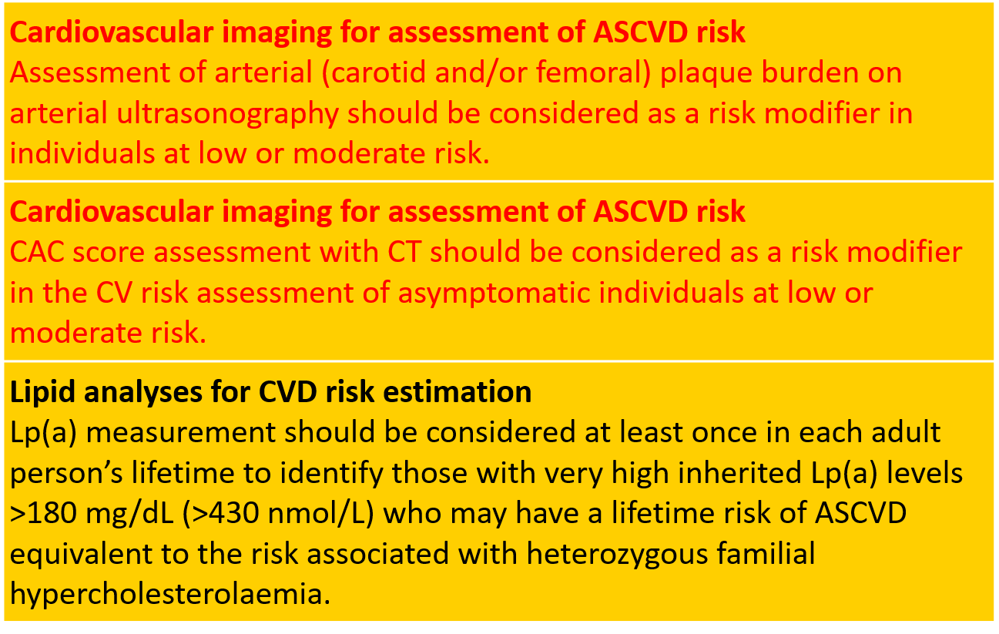 Cardiovascular imaging for assessment of ASCVD risk
Assessment of arterial (carotid and/or femoral) plaque burden on
arterial ultrasonography should be considered as a risk modifier in
individuals at low or moderate risk.
Cardiovascular imaging for assessment of ASCVD risk
CAC score assessment with CT should be considered as a risk modifier
in the CV risk assessment of asymptomatic individuals at low or
moderate risk.
Lipid analyses for CVD risk estimation
Lp(a) measurement should be considered at least once in each adult
person’s lifetime to identify those with very high inherited Lp(a) levels
>180 mg/dL (>430 nmol/L) who may have a lifetime risk of ASCVD
equivalent to the risk associated with heterozygous familial
hypercholesterolaemia.